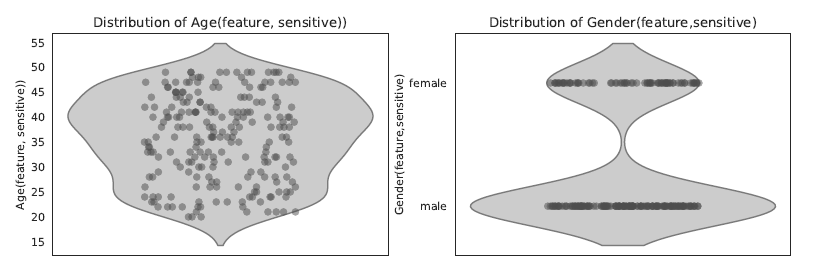 Distribution of Age(feature, sensitive))
Age(feature, sensitive))
55
50
45
40
35
30
25
20
15
Distribution of Gender(feature,sensitive)
Gender(feature,sensitive)
female
male